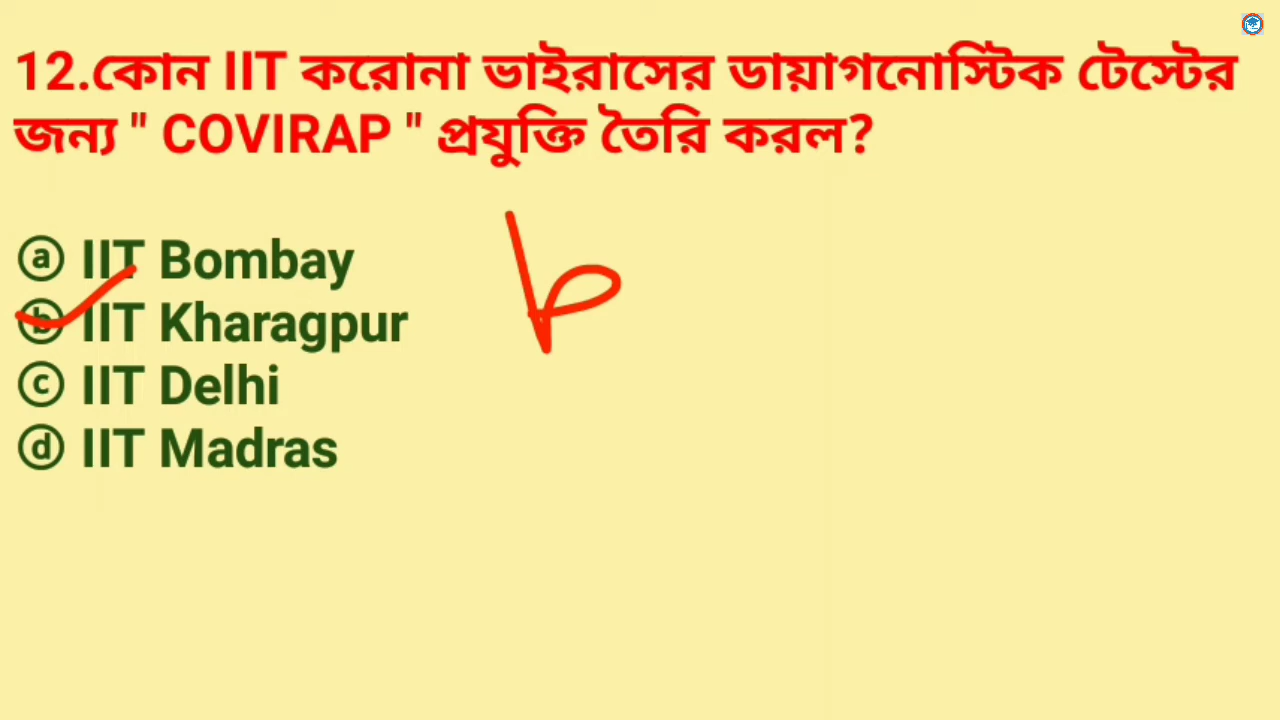 12.কোন IIT করোনা ভাইরাসের ডায়াগনোস্টিক টেস্টের
জন্য " COVIRAP " প্রযুক্তি তৈরি করল?
ⓐ IIT Bombay
ⓑ IIT Kharagpur
ⓒ IIT Delhi
ⓓ IIT Madras
b